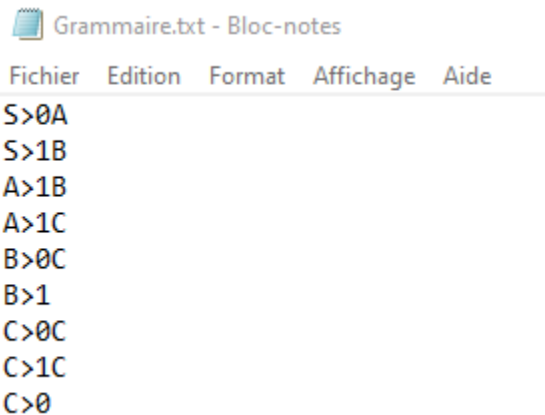 Grammaire.txt - Bloc-notes
Fichier Edition Format Affichage Aide
S>0A
S>1B
A>1B
A>1C
B>0C
B>1
C>0C
C>1C
C>0